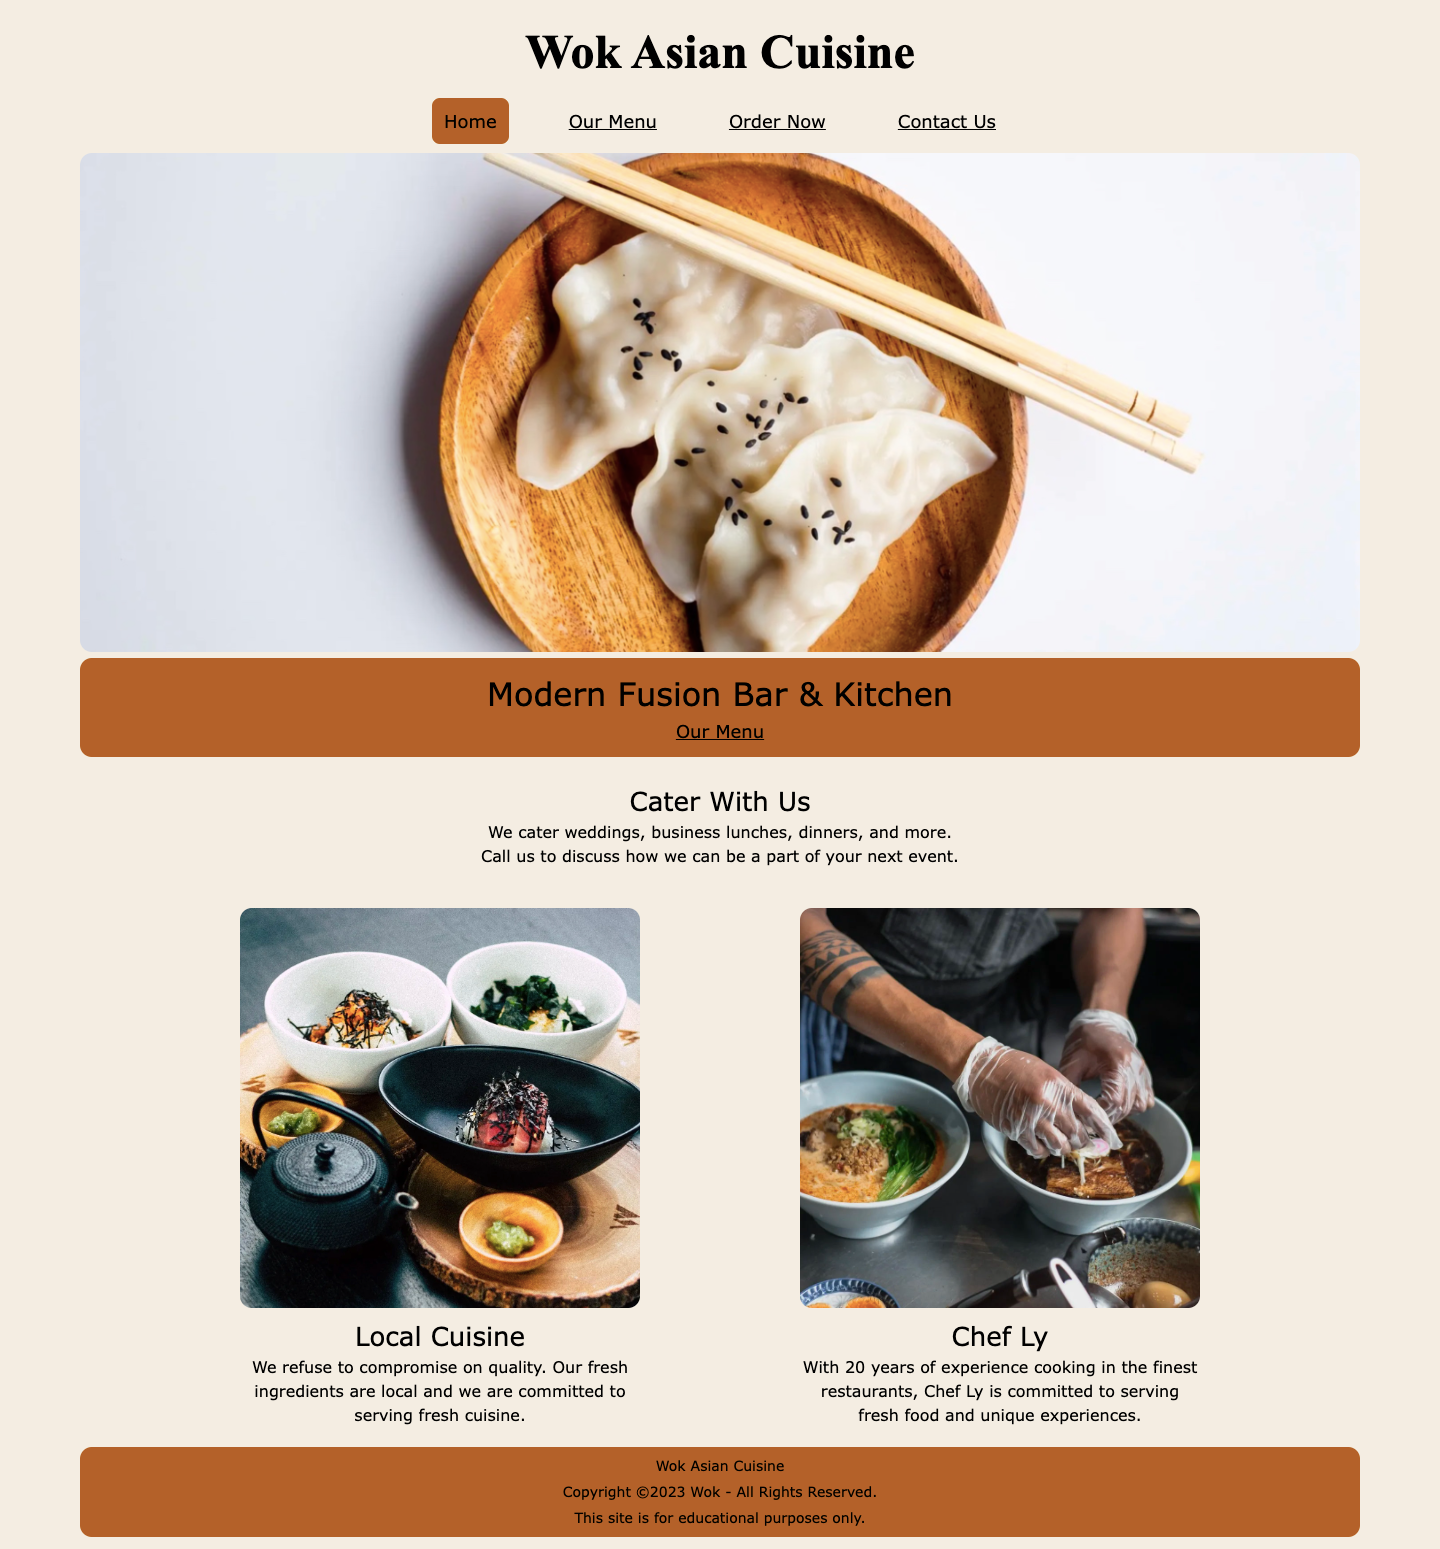 Wok Asian Cuisine
Home Our Menu Order Now Contact Us
Modern Fusion Bar & Kitchen
Our Menu
Cater With Us
We cater weddings, business lunches, dinners, and more.
Call us to discuss how we can be a part of your next event.
Local Cuisine
We refuse to compromise on quality. Our fresh
ingredients are local and we are committed to
serving fresh cuisine.
Chef Ly
With 20 years of experience cooking in the finest
restaurants, Chef Ly is committed to serving
fresh food and unique experiences.
Wok Asian Cuisine
Copyright ©2023 Wok - All Rights Reserved.
This site is for educational purposes only.